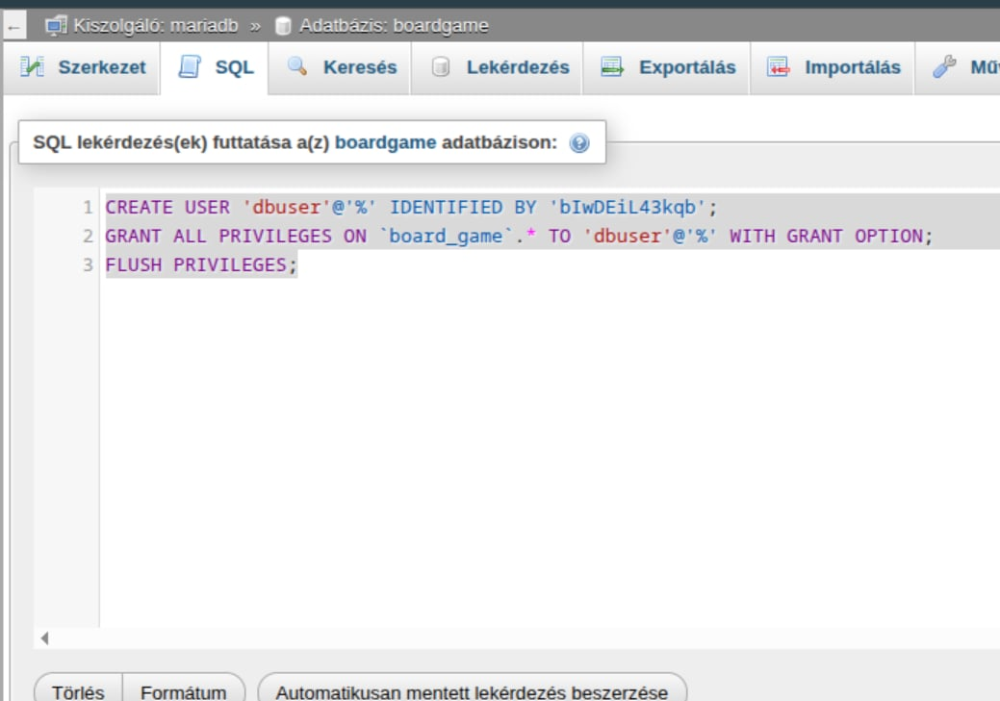 ← Kiszolgáló: mariadb » Adatbázis: boardgame
Szerkezet SQL Keresés Lekérdezés Exportálás Importálás
SQL lekérdezés(ek) futtatása a(z) boardgame adatbázison:
1 CREATE USER 'dbuser'@'%' IDENTIFIED BY 'bIwDEiL43kqb';
2 GRANT ALL PRIVILEGES ON `board_game`.* TO 'dbuser'@'%' WITH GRANT OPTION;
3 FLUSH PRIVILEGES;
Törlés Formátum Automatikusan mentett lekérdezés beszerzése